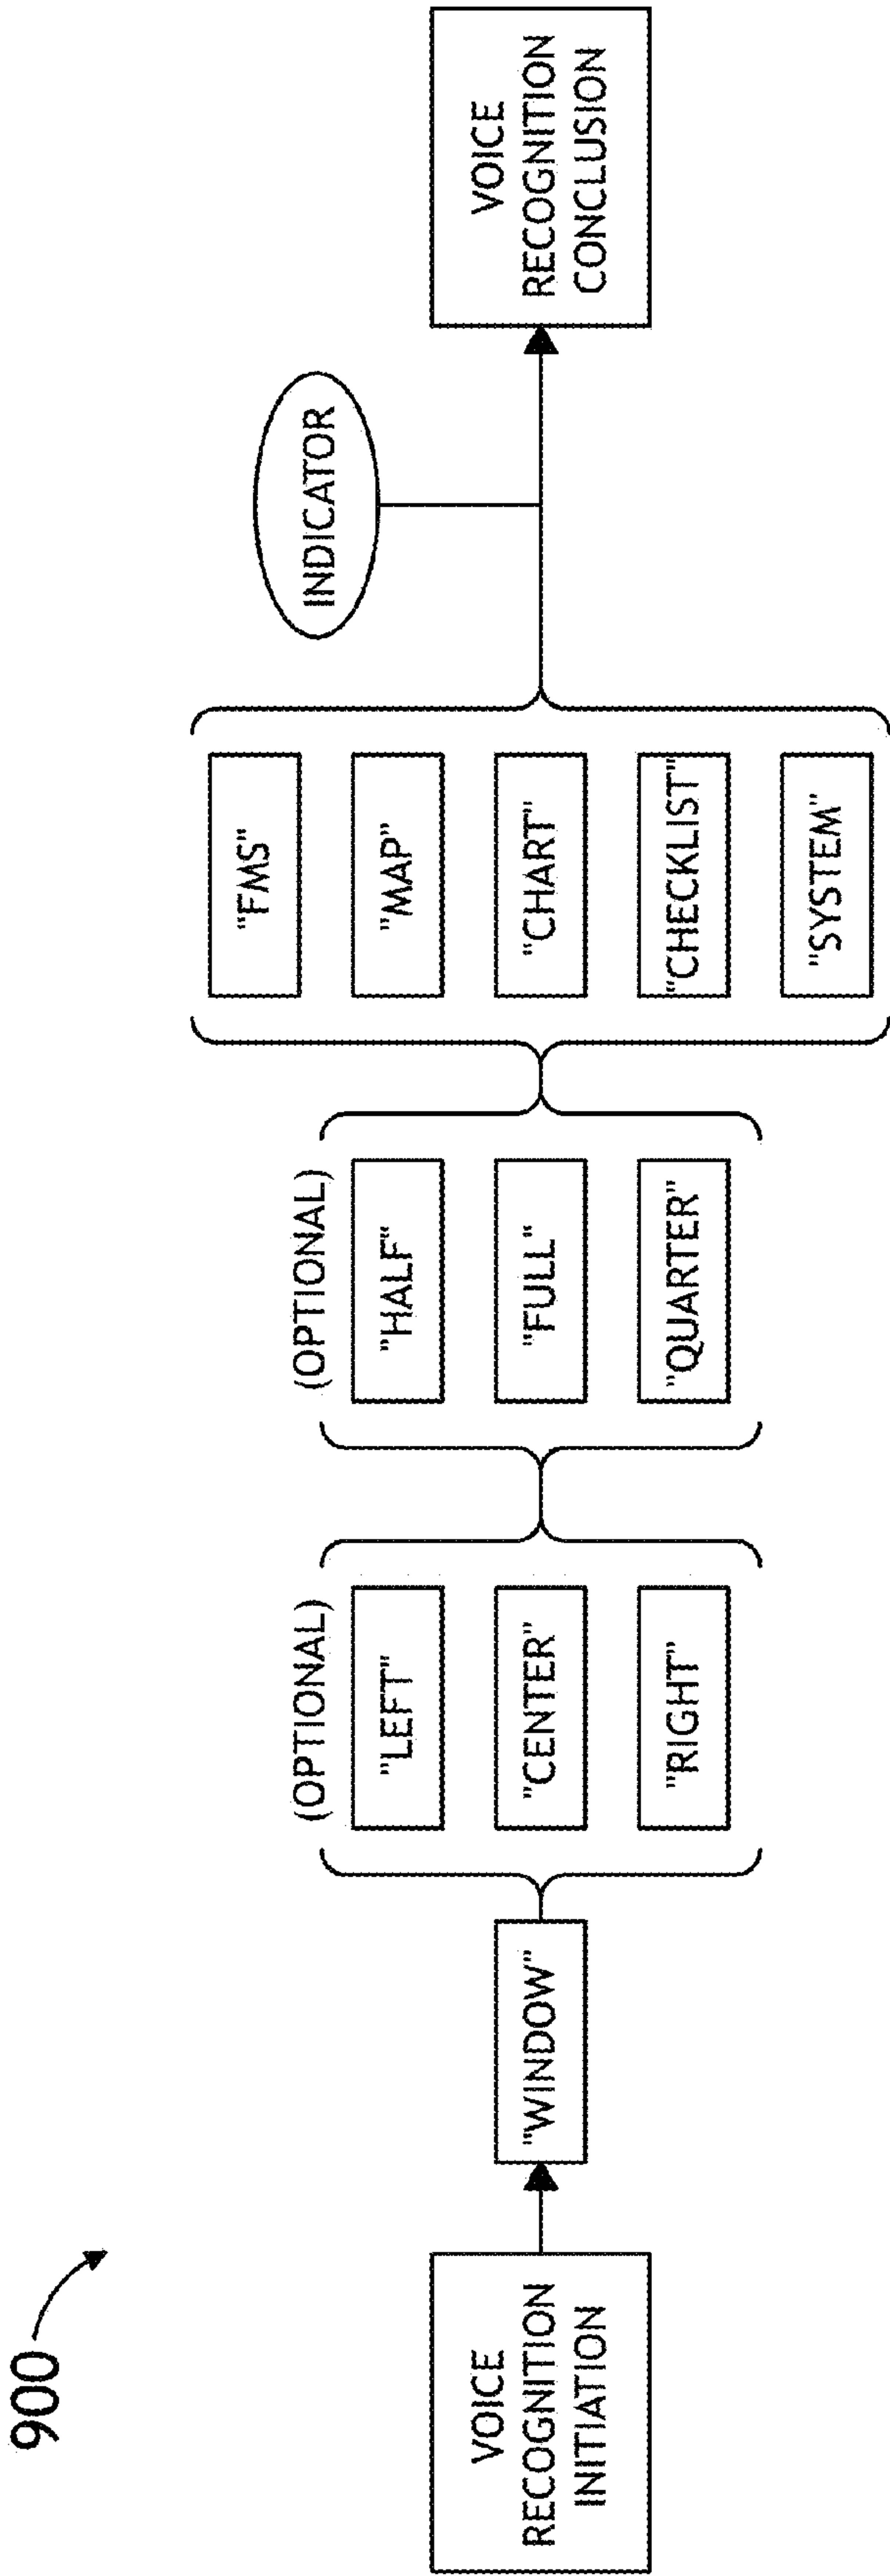 900
VOICE
RECOGNITION
INITIATION
"WINDOW"
(OPTIONAL)
"LEFT"
"CENTER"
"RIGHT"
(OPTIONAL)
"HALF"
"FULL"
"QUARTER"
"FMS"
"MAP"
"CHART"
"CHECKLIST"
"SYSTEM"
INDICATOR
VOICE
RECOGNITION
CONCLUSION